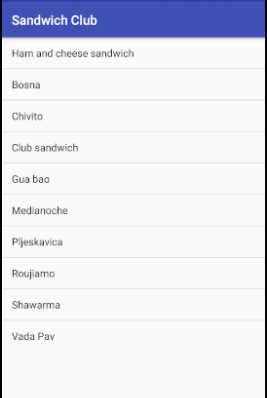 Sandwich Club
Ham and cheese sandwich
Bosna
Chivito
Club sandwich
Gua bao
Medianoche
Pljeskavica
Roujiamo
Shawarma
Vada Pav